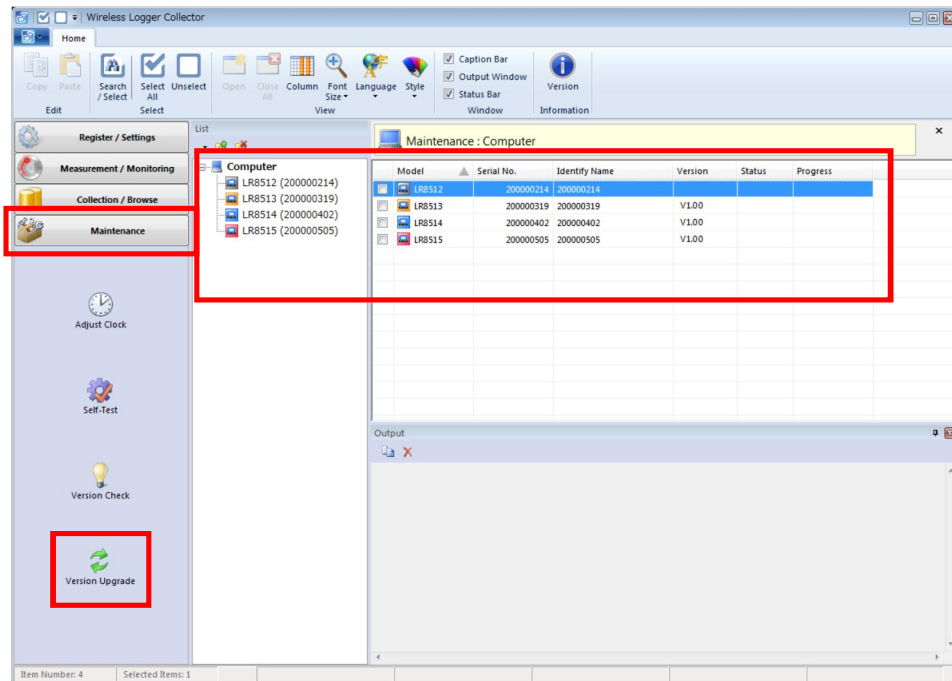 Wireless Logger Collector
Home
Copy
Paste
Search / Select
Select All
Unselect
Open
Close All
Column
Font Size
Language
Style
Caption Bar
Output Window
Status Bar
Version
Edit
Select
View
Window
Information
Register / Settings
Measurement / Monitoring
Collection / Browse
Maintenance
Adjust Clock
Self-Test
Version Check
Version Upgrade
List
Computer
LR8512 (200000214)
LR8513 (200000319)
LR8514 (200000402)
LR8515 (200000505)
Maintenance : Computer
Model Serial No. Identify Name Version Status Progress
LR8512 200000214 200000214
LR8513 200000319 200000319 V1.00
LR8514 200000402 200000402 V1.00
LR8515 200000505 200000505 V1.00
Output
Item Number: 4 Selected Items: 1